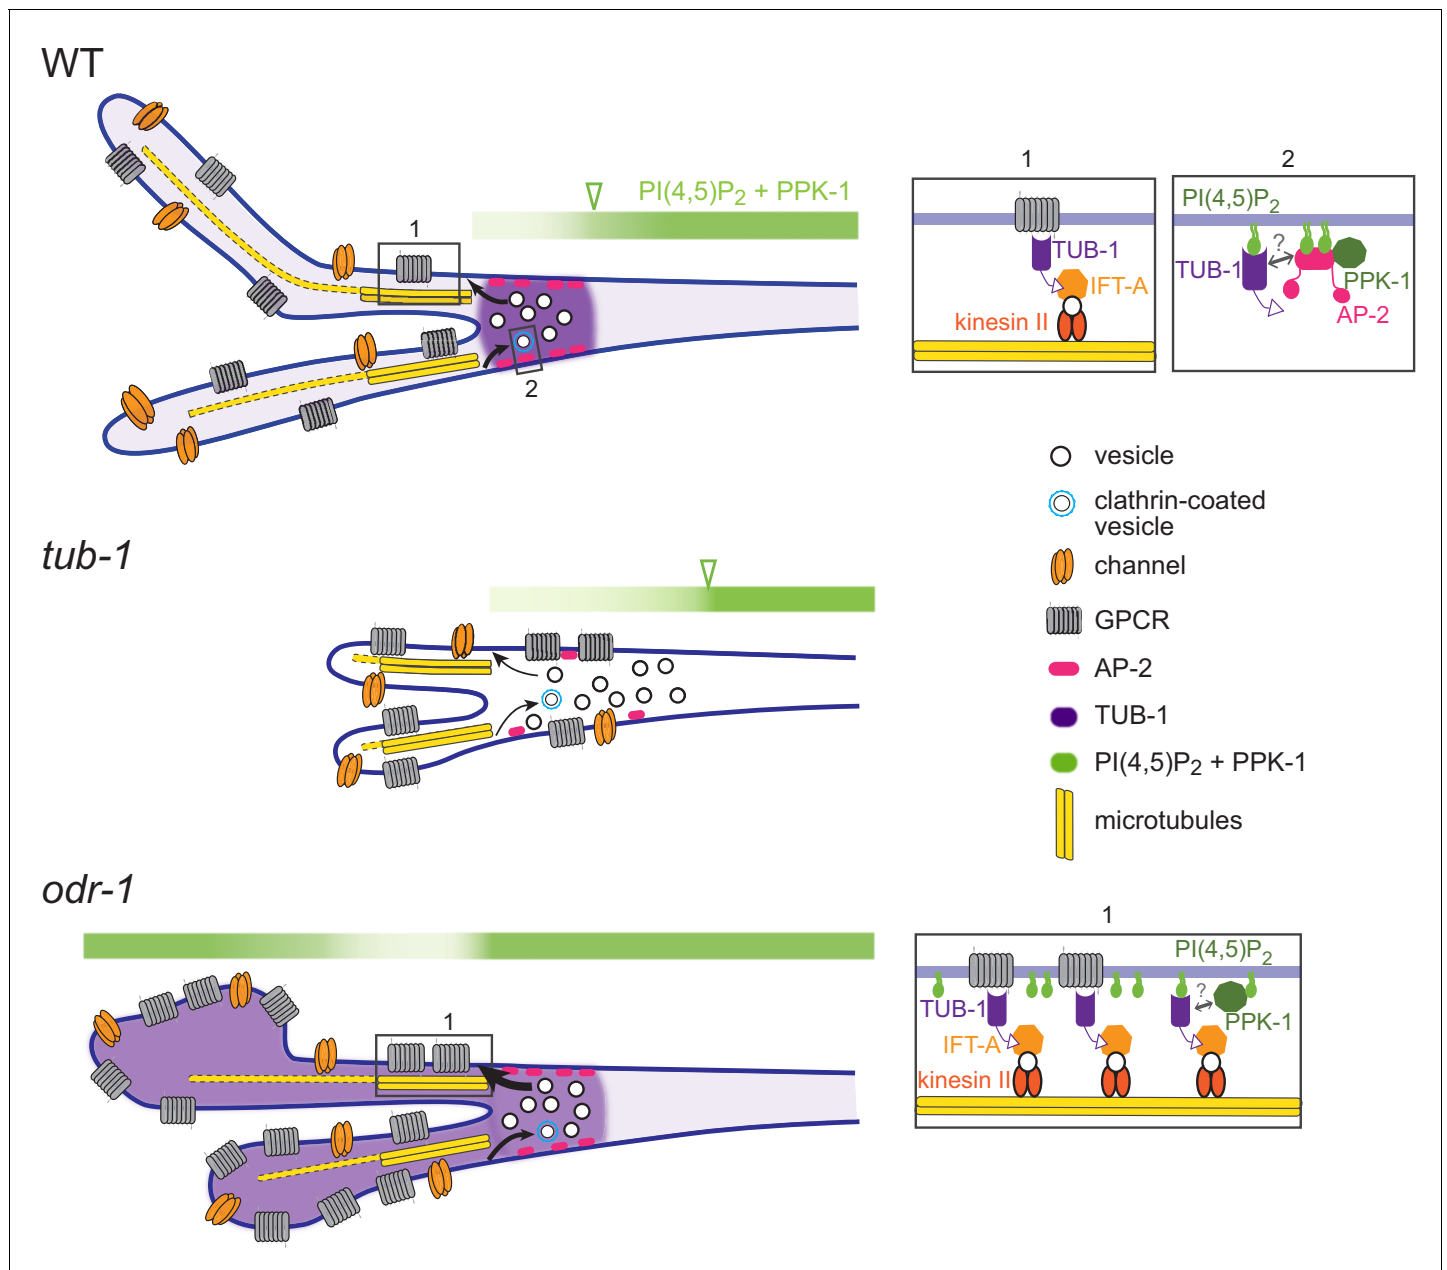 WT
PI(4,5)P2 + PPK-1
1
2
1
TUB-1
IFT-A
kinesin II
2
PI(4,5)P2
?
TUB-1
PPK-1
AP-2
vesicle
clathrin-coated
vesicle
channel
GPCR
AP-2
TUB-1
PI(4,5)P2 + PPK-1
microtubules
tub-1
odr-1
1
1
PI(4,5)P2
?
TUB-1
PPK-1
IFT-A
kinesin II